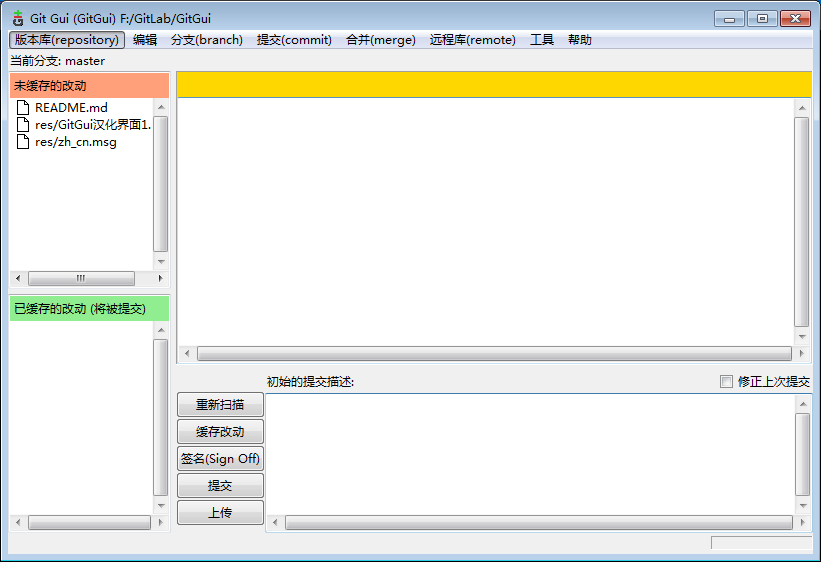 Git Gui (GitGui) F:/GitLab/GitGui
版本库(repository) 编辑 分支(branch) 提交(commit) 合并(merge) 远程库(remote) 工具 帮助
当前分支: master
未缓存的改动
README.md
res/GitGui汉化界面1.
res/zh_cn.msg
已缓存的改动 (将被提交)
初始的提交描述: 修正上次提交
重新扫描
缓存改动
签名(Sign Off)
提交
上传